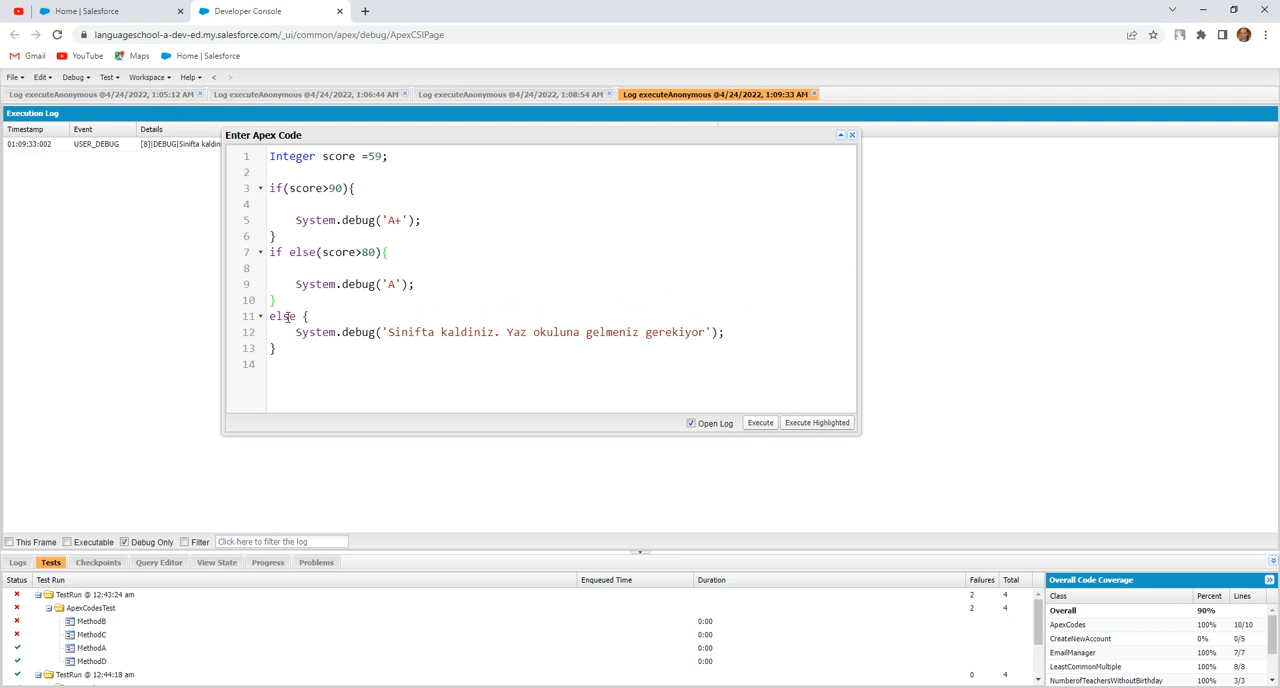 Home | Salesforce
Developer Console
languageschool-a-dev-ed.my.salesforce.com/_ui/common/apex/debug/ApexCSIPage
Gmail YouTube Maps Home | Salesforce
File Edit Debug Test Workspace Help < >
Log executeAnonymous @4/24/2022, 1:05:12 AM Log executeAnonymous @4/24/2022, 1:06:44 AM Log executeAnonymous @4/24/2022, 1:08:54 AM Log executeAnonymous @4/24/2022, 1:09:33 AM
Execution Log
Timestamp Event Details
01:09:33:002 USER_DEBUG [8]|DEBUG|Sinifta kaldin
Enter Apex Code
1 Integer score =59;
2
3 if(score>90){
4
5 System.debug('A+');
6 }
7 if else(score>80){
8
9 System.debug('A');
10 }
11 else {
12 System.debug('Sinifta kaldiniz. Yaz okuluna gelmeniz gerekiyor');
13 }
14
Open Log Execute Execute Highlighted
This Frame Executable Debug Only Filter Click here to filter the log
Logs Tests Checkpoints Query Editor View State Progress Problems
Status Test Run Enqueued Time Duration Failures Total
TestRun @ 12:43:24 am 2 4
ApexCodesTest 2 4
MethodB 0:00
MethodC 0:00
MethodA 0:00
MethodD 0:00
TestRun @ 12:44:18 am 0 4
Overall Code Coverage
Class Percent Lines
Overall 90%
ApexCodes 100% 10/10
CreateNewAccount 0% 0/5
EmailManager 100% 7/7
LeastCommonMultiple 100% 8/8
NumberofTeachersWithoutBirthday 100% 3/3